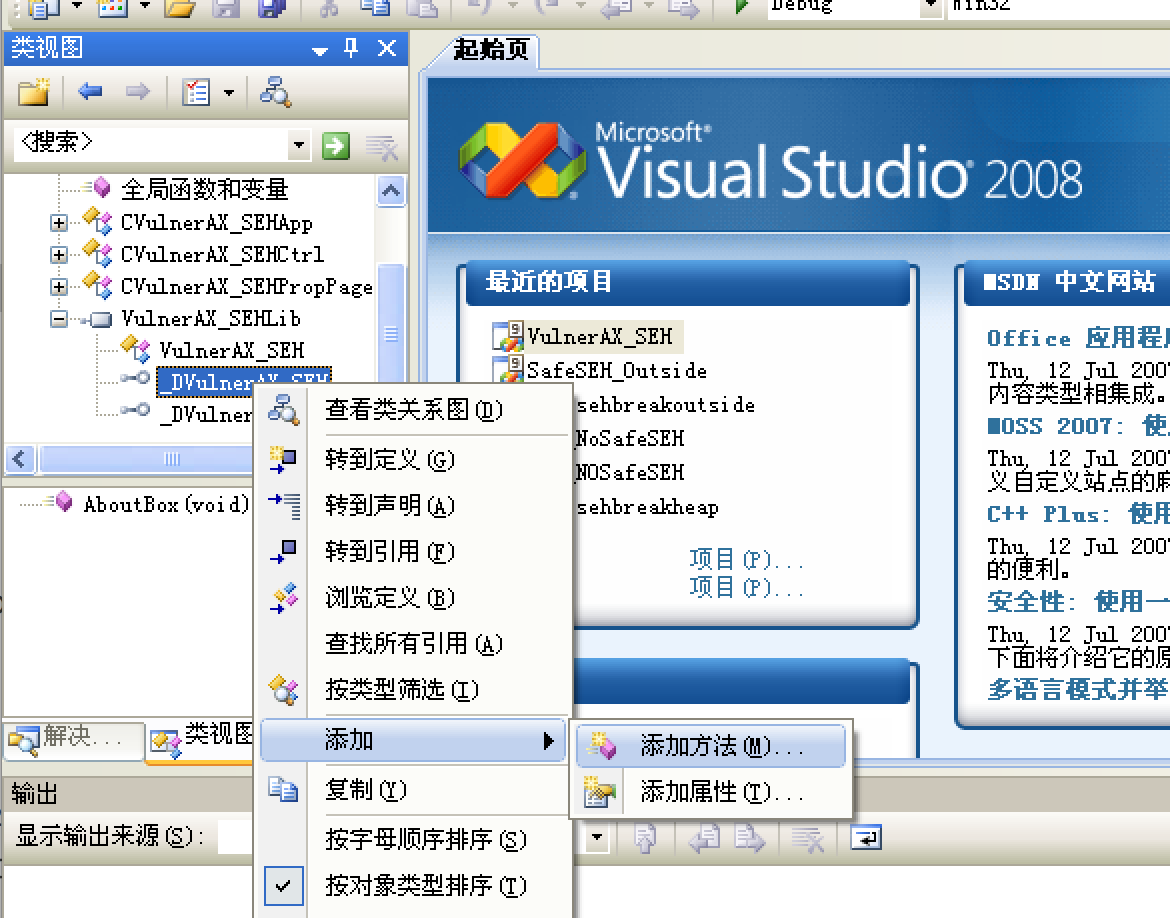 Debug
Win32
类视图
起始页
<搜索>
Microsoft®
Visual Studio® 2008
全局函数和变量
CVulnerAX_SEHApp
CVulnerAX_SEHCtrl
CVulnerAX_SEHPropPage
VulnerAX_SEHLib
VulnerAX_SEH
_DVulnerAX_SEH
_DVulner
AboutBox(void)
最近的项目
VulnerAX_SEH
SafeSEH_Outside
sehbreakoutside
_NoSafeSEH
_NOSafeSEH
sehbreakheap
项目(P)...
项目(P)...
MSDN 中文网站
Office 应用程
Thu, 12 Jul 2007
内容类型相集成。
MOSS 2007: 使
Thu, 12 Jul 2007
义自定义站点的麻
C++ Plus: 使用
Thu, 12 Jul 2007
的便利。
安全性: 使用一
Thu, 12 Jul 2007
下面将介绍它的原
多语言模式并举
查看类关系图(D)
转到定义(G)
转到声明(A)
转到引用(F)
浏览定义(B)
查找所有引用(A)
按类型筛选(I)
添加
复制(Y)
按字母顺序排序(S)
按对象类型排序(T)
添加方法(M)...
添加属性(T)...
解决...
类视图
输出
显示输出来源(S):